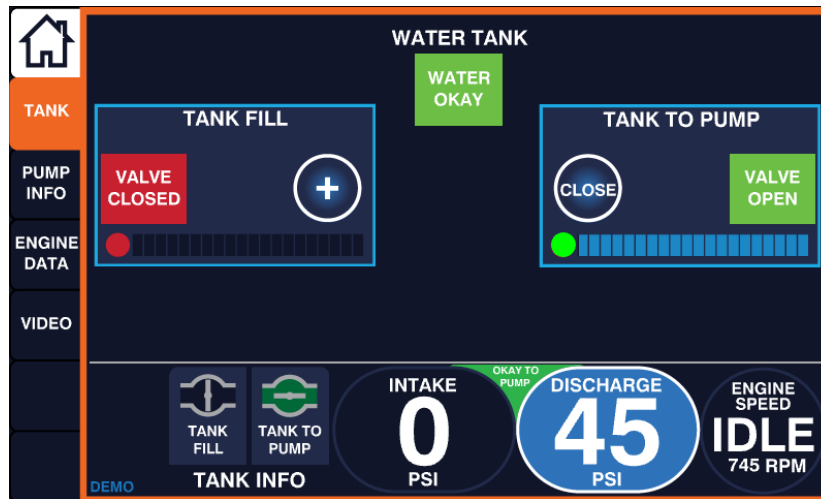 WATER TANK
WATER
OKAY
TANK
PUMP
INFO
ENGINE
DATA
VIDEO
TANK FILL
VALVE
CLOSED
+
TANK TO PUMP
CLOSE
VALVE
OPEN
TANK
FILL
TANK TO
PUMP
TANK INFO
INTAKE
0
PSI
OKAY TO
PUMP
DISCHARGE
45
PSI
ENGINE
SPEED
IDLE
745 RPM
DEMO